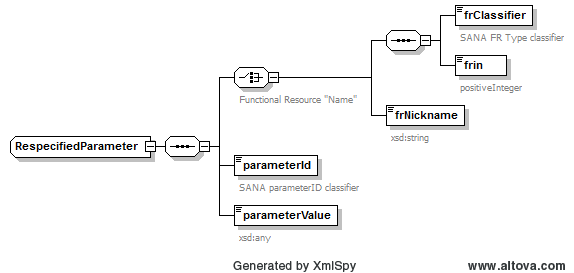 frClassifier
SANA FR Type classifier
frin
positiveInteger
Functional Resource "Name"
frNickname
xsd:string
RespecifiedParameter
parameterId
SANA parameterID classifier
parameterValue
xsd:any
Generated by XmlSpy
www.altova.com